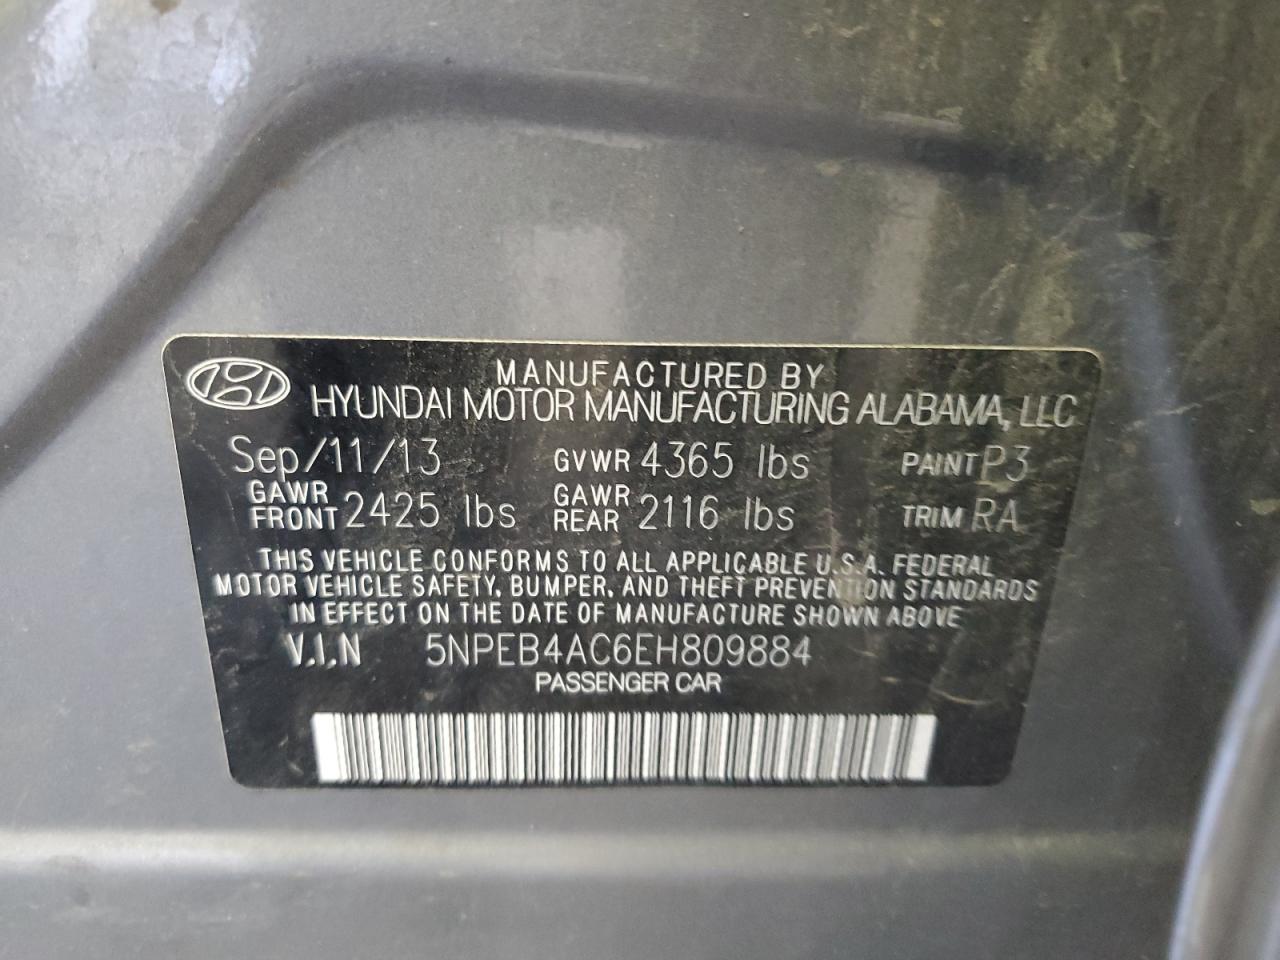 MANUFACTURED BY
HYUNDAI MOTOR MANUFACTURING ALABAMA, LLC
Sep/11/13 GVWR 4365 lbs PAINT P3
GAWR FRONT 2425 lbs GAWR REAR 2116 lbs TRIM RA
THIS VEHICLE CONFORMS TO ALL APPLICABLE U.S.A. FEDERAL
MOTOR VEHICLE SAFETY, BUMPER, AND THEFT PREVENTION STANDARDS
IN EFFECT ON THE DATE OF MANUFACTURE SHOWN ABOVE
V.I.N 5NPEB4AC6EH809884
PASSENGER CAR